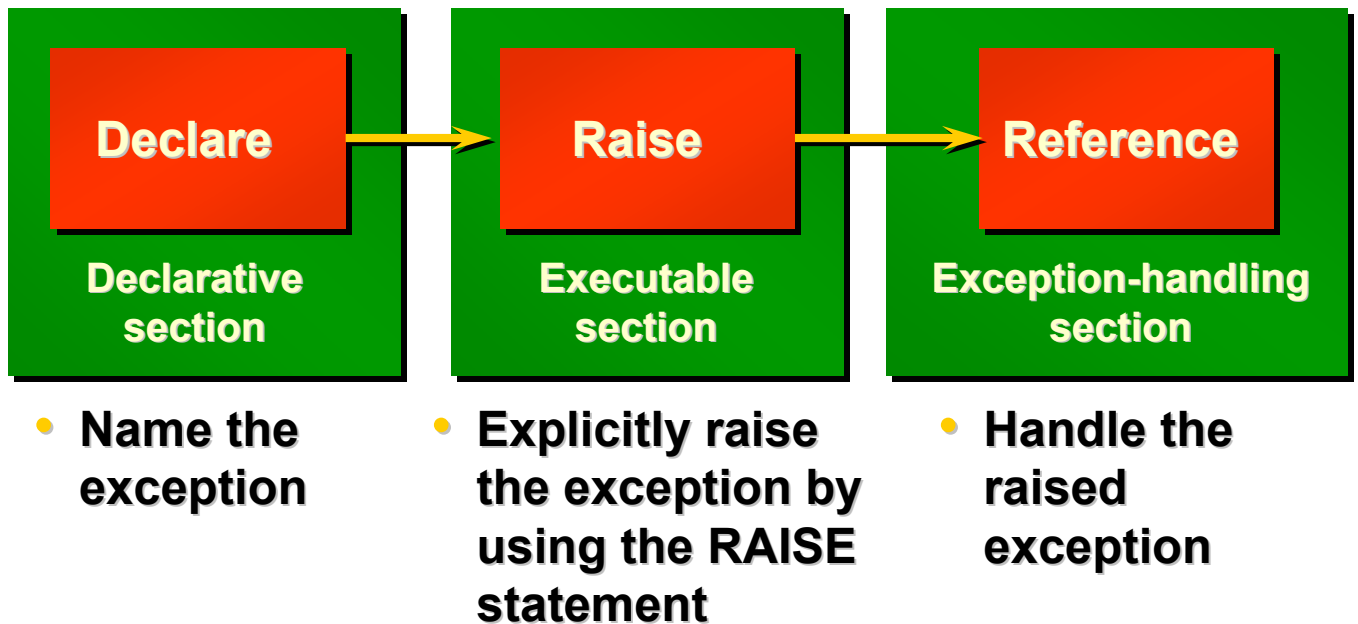 Declare
Declarative
section
Raise
Executable
section
Reference
Exception-handling
section
• Name the
exception
• Explicitly raise
the exception by
using the RAISE
statement
• Handle the
raised
exception